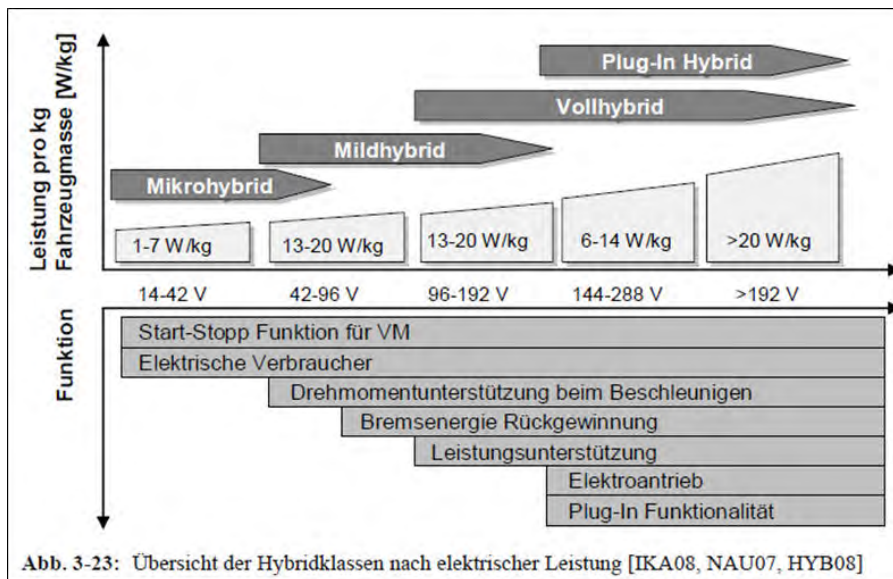 Leistung pro kg
Fahrzeugmasse [W/kg]
Plug-In Hybrid
Vollhybrid
Mildhybrid
Mikrohybrid
1-7 W/kg
13-20 W/kg
13-20 W/kg
6-14 W/kg
>20 W/kg
14-42 V
42-96 V
96-192 V
144-288 V
>192 V
Funktion
Start-Stopp Funktion für VM
Elektrische Verbraucher
Drehmomentunterstützung beim Beschleunigen
Bremsenergie Rückgewinnung
Leistungsunterstützung
Elektroantrieb
Plug-In Funktionalität
Abb. 3-23: Übersicht der Hybridklassen nach elektrischer Leistung [IKA08, NAU07, HYB08]